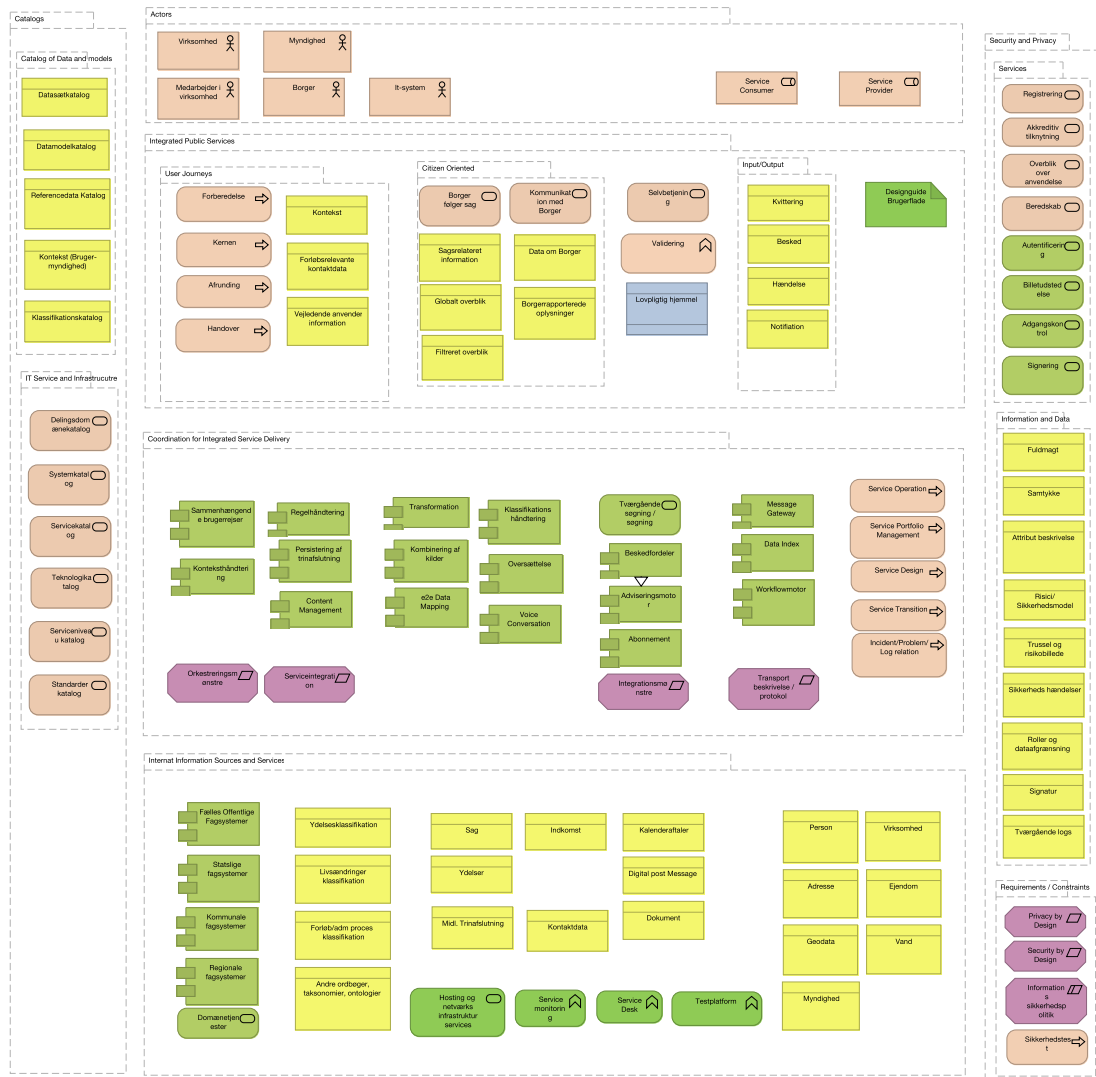 Catalogs
Catalog of Data and models
Datasætkatalog
Datamodelkatalog
Referencedata Katalog
Kontekst (Bruger-
myndighed)
Klassifikationskatalog
IT Service and Infrastrucutre
Delingsdom
ænekatalog
Systemkatal
og
Servicekatal
og
Teknologika
talog
Servicenivea
u katalog
Standarder
katalog
Actors
Virksomhed
Myndighed
Medarbejder i
virksomhed
Borger
It-system
Service
Consumer
Service
Provider
Integrated Public Services
User Journeys
Forberedelse
Kernen
Afrunding
Handover
Kontekst
Forløbsrelevante
kontaktdata
Vejledende anvender
information
Citizen Oriented
Borger
følger sag
Kommunikat
ion med
Borger
Sagsrelateret
information
Data om Borger
Globalt overblik
Borgerrapporterede
oplysninger
Filtreret overblik
Selvbetjenin
g
Validering
Lovpligtig hjemmel
Input/Output
Kvittering
Besked
Hændelse
Notifiation
Designguide
Brugerflade
Coordination for Integrated Service Delivery
Sammenhængend
e brugerrejser
Konteksthåndteri
ng
Regelhåndtering
Persistering af
trinafslutning
Content
Management
Transformation
Kombinering af
kilder
e2e Data
Mapping
Klassifikations
håndtering
Oversættelse
Voice
Conversation
Tværgående
søgning /
søgning
Beskedfordeler
Adviseringsmoto
r
Abonnement
Message
Gateway
Data Index
Workflowmotor
Service Operation
Service Portfolio
Management
Service Design
Service Transition
Incident/Problem/
Log relation
Orkestreringsm
ønstre
Serviceintegrati
on
Integrationsmø
nstre
Transport
beskrivelse /
protokol
Internat Information Sources and Services
Fælles Offentlige
Fagsystemer
Statslige
fagsystemer
Kommunale
fagsystemer
Regionale
fagsystemer
Domænetjen
ester
Ydelsesklassifikation
Livsændringer
klassifikation
Forløb/adm proces
klassifikation
Andre ordbøger,
taksonomier, ontologier
Sag
Indkomst
Kalenderaftaler
Ydelser
Digital post Message
Midl. Trinafslutning
Kontaktdata
Dokument
Hosting og
netværks
infrastruktur
services
Service
monitorin
g
Service
Desk
Testplatform
Person
Virksomhed
Adresse
Ejendom
Geodata
Vand
Myndighed
Security and Privacy
Services
Registrering
Akkreditiv
tilknytning
Overblik
over
anvendelse
Beredskab
Autentificerin
g
Billetudsted
else
Adgangskon
trol
Signering
Information and Data
Fuldmagt
Samtykke
Attribut beskrivelse
Risici/
Sikkerhedsmodel
Trussel og
risikobillede
Sikkerheds hændelser
Roller og
dataafgrænsning
Signatur
Tværgående logs
Requirements / Constraints
Privacy by
Design
Security by
Design
Information
s
sikkerhedsp
olitik
Sikkerhedstes
t